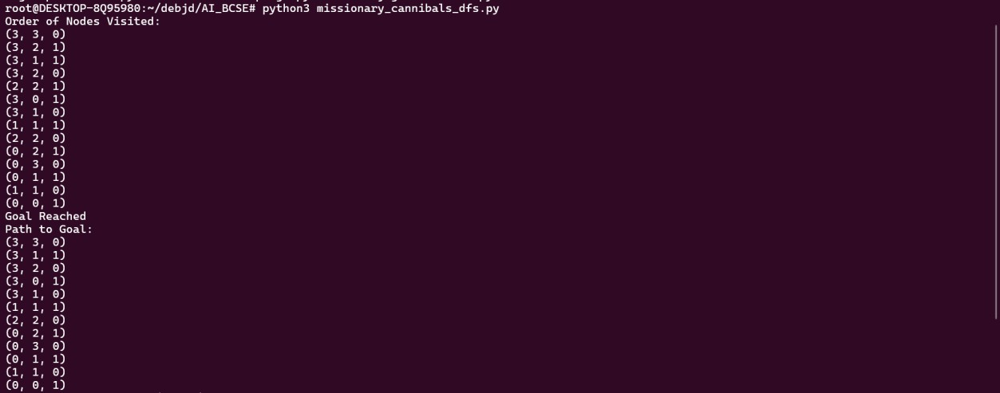 root@DESKTOP-8Q95980:~/debjd/AI_BCSE# python3 missionary_cannibals_dfs.py
Order of Nodes Visited:
(3, 3, 0)
(3, 2, 1)
(3, 1, 1)
(3, 2, 0)
(2, 2, 1)
(3, 0, 1)
(3, 1, 0)
(1, 1, 1)
(2, 2, 0)
(0, 2, 1)
(0, 3, 0)
(0, 1, 1)
(1, 1, 0)
(0, 0, 1)
Goal Reached
Path to Goal:
(3, 3, 0)
(3, 1, 1)
(3, 2, 0)
(3, 0, 1)
(3, 1, 0)
(1, 1, 1)
(2, 2, 0)
(0, 2, 1)
(0, 3, 0)
(0, 1, 1)
(1, 1, 0)
(0, 0, 1)